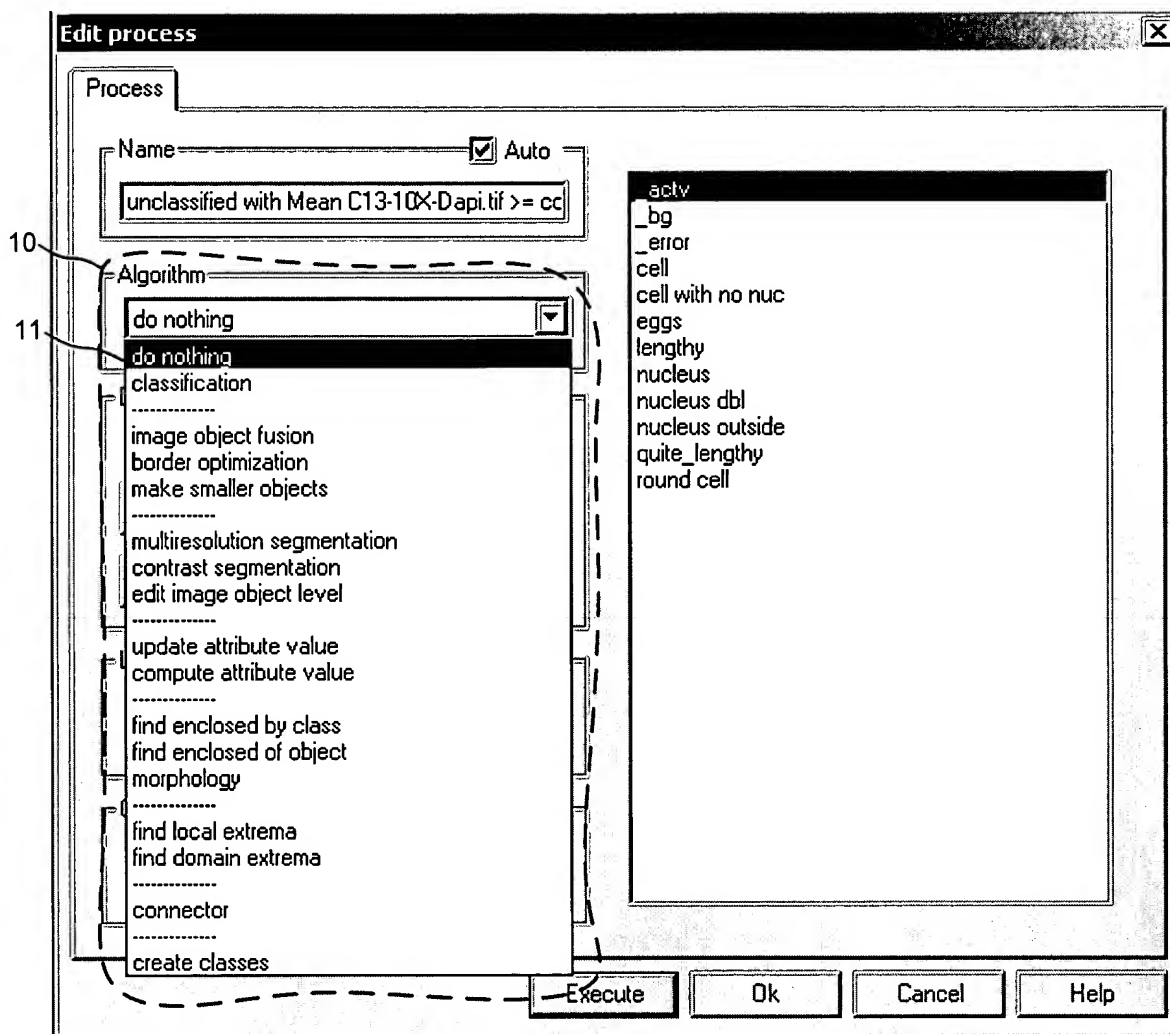 Edit process
Process
Name
Auto
unclassified with Mean C13-10X-Dapi.tif >= cc
10
Algorithm
do nothing
11
do nothing
classification
--------------
image object fusion
border optimization
make smaller objects
--------------
multiresolution segmentation
contrast segmentation
edit image object level
--------------
update attribute value
compute attribute value
--------------
find enclosed by class
find enclosed of object
morphology
--------------
find local extrema
find domain extrema
--------------
connector
--------------
create classes
_actv
_bg
_error
cell
cell with no nuc
eggs
lengthy
nucleus
nucleus dbl
nucleus outside
quite_lengthy
round cell
Execute
Ok
Cancel
Help